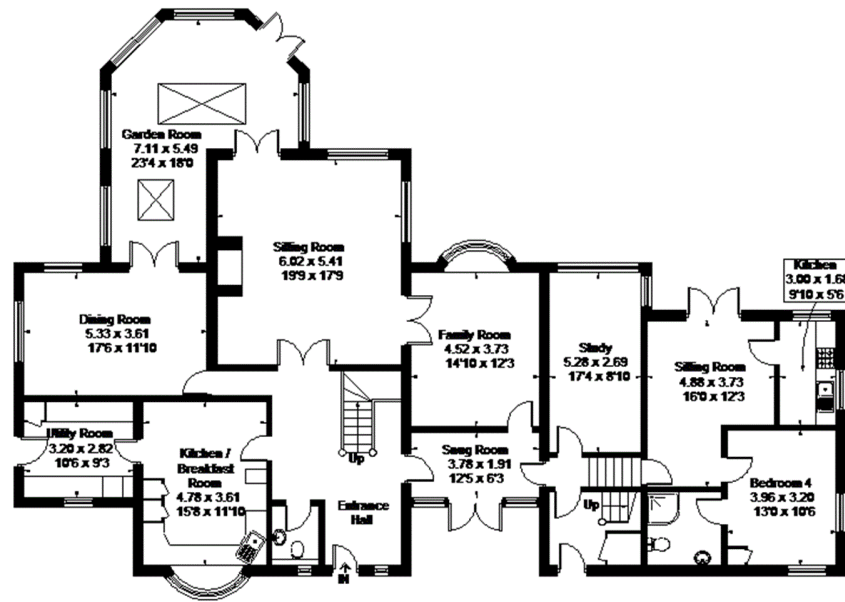 Garden Room
7.11 x 5.49
23'4 x 18'0
Sitting Room
6.02 x 5.41
19'9 x 17'9
Kitchen
3.00 x 1.68
9'10 x 5'6
Dining Room
5.33 x 3.61
17'6 x 11'10
Family Room
4.52 x 3.73
14'10 x 12'3
Study
5.28 x 2.69
17'4 x 8'10
Sitting Room
4.88 x 3.73
16'0 x 12'3
Utility Room
3.20 x 2.82
10'6 x 9'3
Kitchen /
Breakfast
Room
4.78 x 3.61
15'8 x 11'10
Up
Snug Room
3.78 x 1.91
12'5 x 6'3
Entrance
Hall
Up
Bedroom 4
3.96 x 3.20
13'0 x 10'6
IN